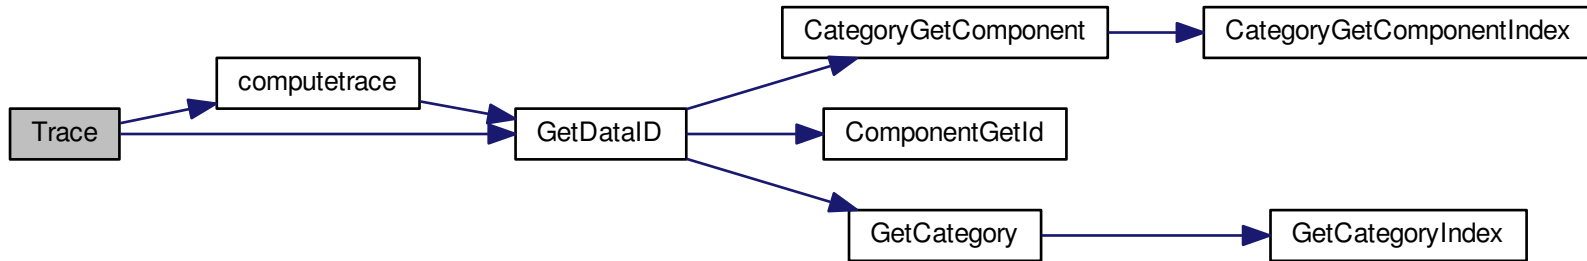 Trace
computetrace
GetDataID
CategoryGetComponent
CategoryGetComponentIndex
ComponentGetId
GetCategory
GetCategoryIndex